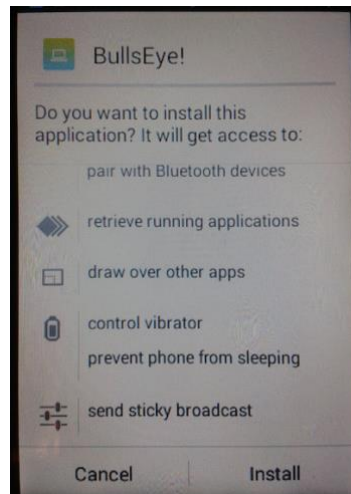 BullsEye!
Do you want to install this
application? It will get access to:
pair with Bluetooth devices
retrieve running applications
draw over other apps
control vibrator
prevent phone from sleeping
send sticky broadcast
Cancel
Install